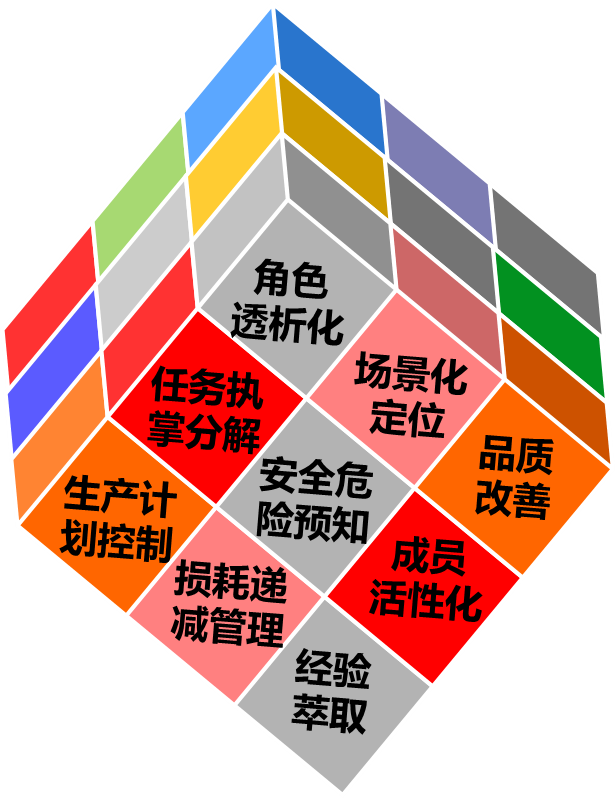 角色
透析化
场景化
定位
品质
改善
任务执
掌分解
安全危
险预知
成员
活性化
生产计
划控制
损耗递
减管理
经验
萃取